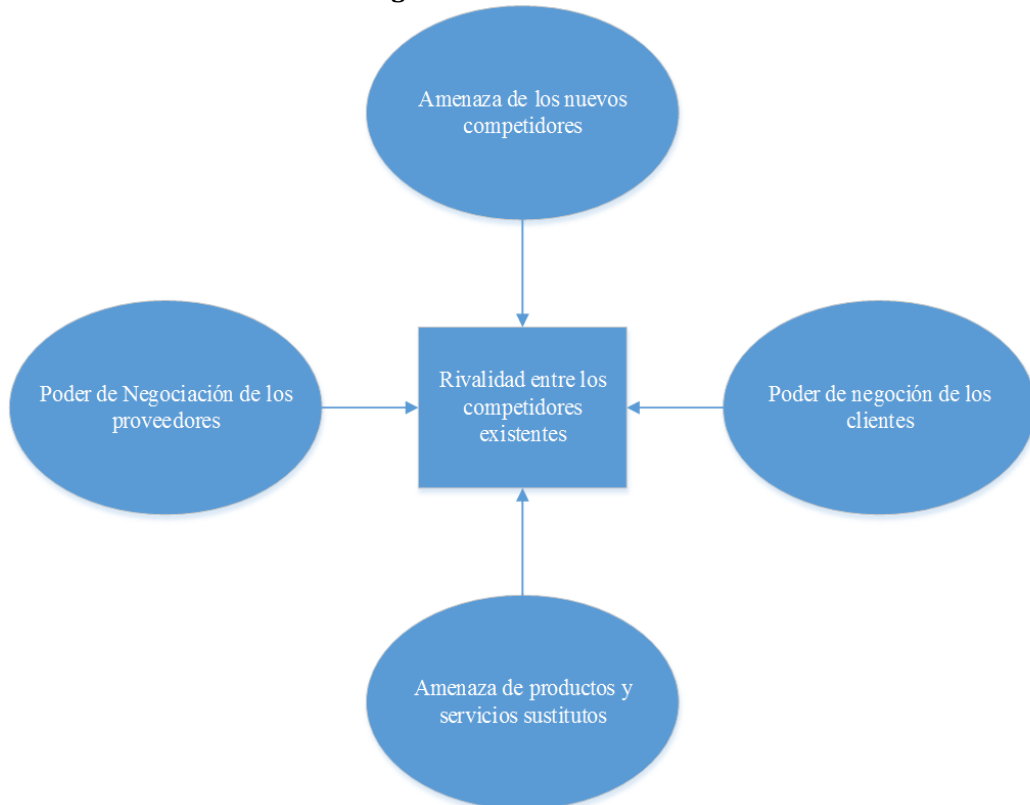 Amenaza de los nuevos
competidores
Poder de Negociación de los
proveedores
Rivalidad entre los
competidores
existentes
Poder de negoción de los
clientes
Amenaza de productos y
servicios sustitutos